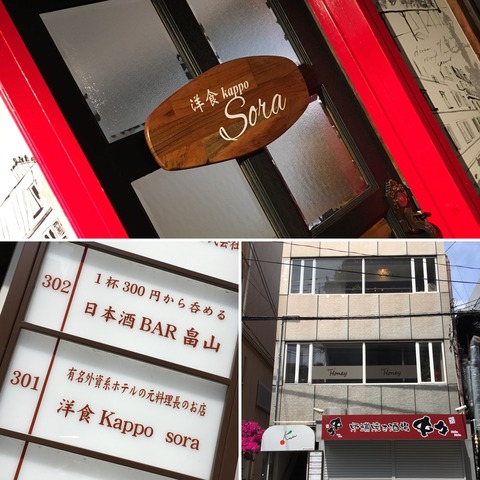 洋食 kappo
Sora
302
1杯300円から呑める
日本酒BAR 畠山
301
有名外資系ホテルの元料理長のお店
洋食 Kappo sora
Honey
Honey
酒場